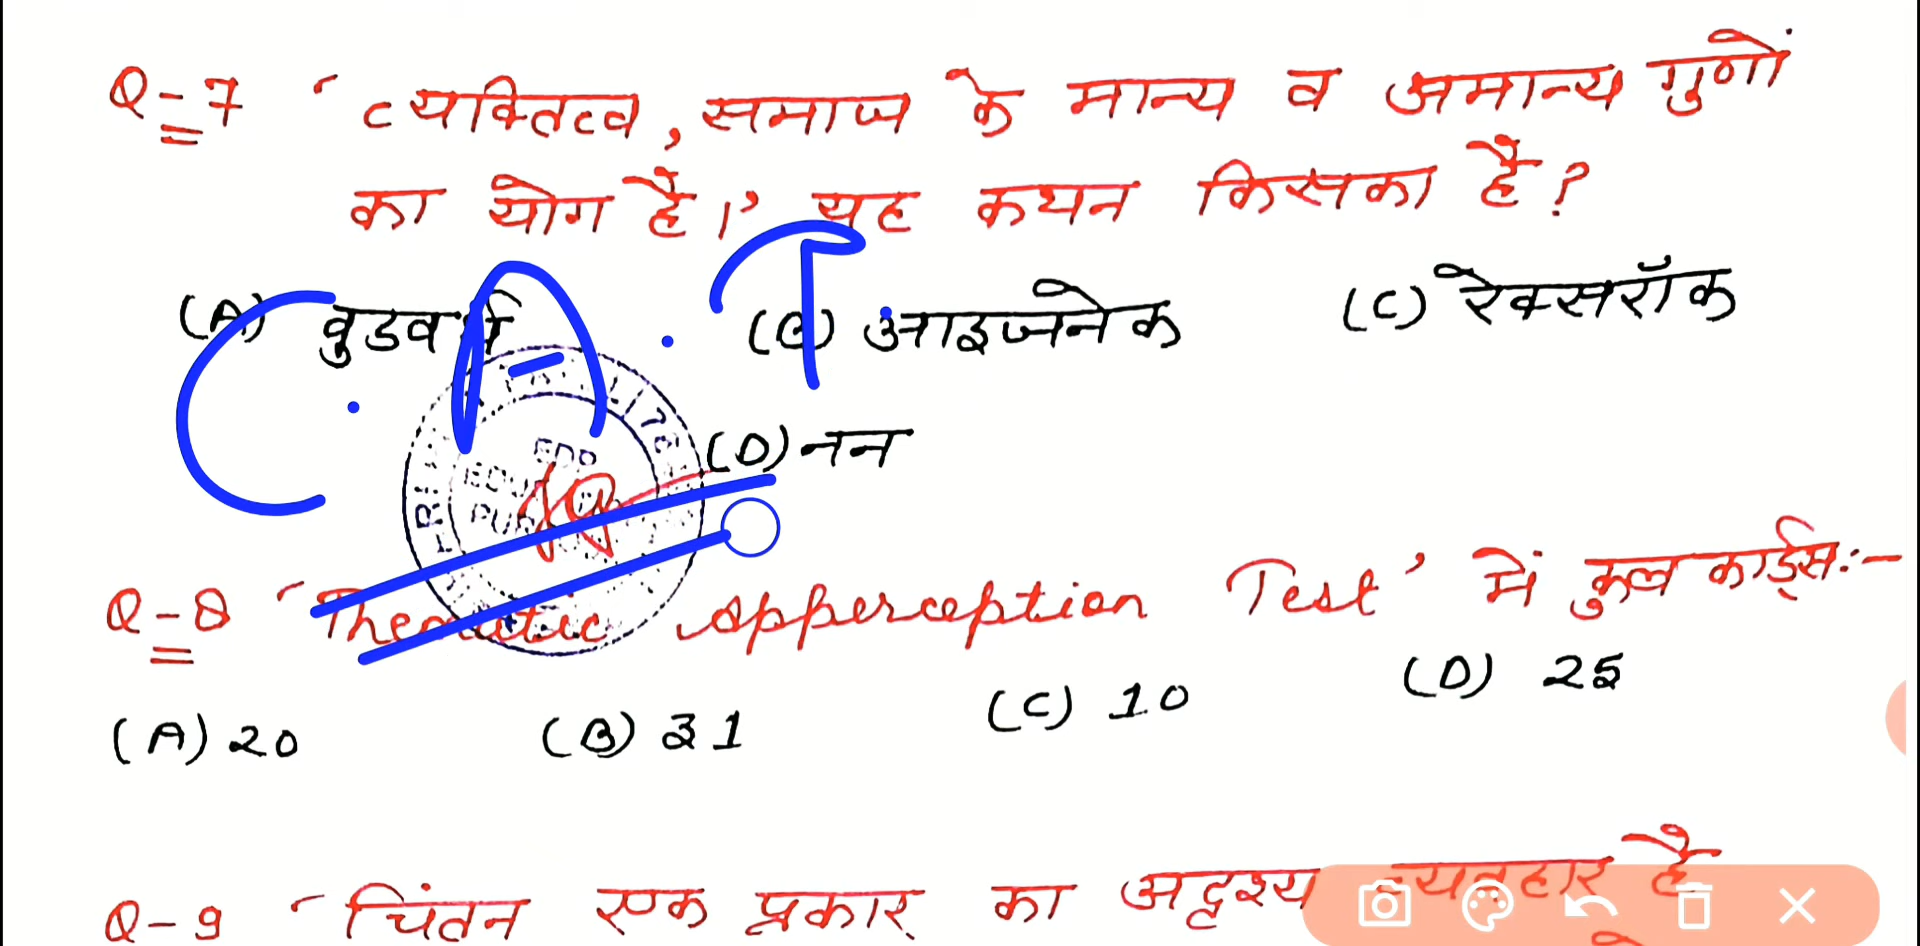 Q-7 ‘व्यक्तित्व, समाज के मान्य व अमान्य गुणों
का योग है।’ यह कथन किसका है?
(A) वुडवर्थ (B) आइजनेक (C) रेक्सरॉक
(D) नन
Q-8 ‘Thematic apperception Test’ में कुल कार्ड्स:-
(A) 20 (B) 31 (C) 10 (D) 25
Q-9 ‘चिंतन एक प्रकार का अदृश्य व्यवहार है